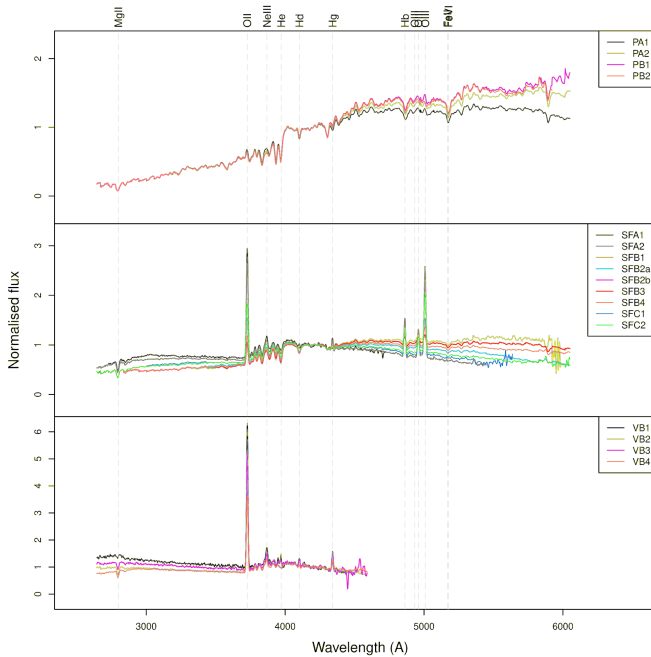 MgII
OII
NeIII
He
Hd
Hg
Hb
OIII
PA1
PA2
PB1
PB2
0
1
2
SFA1
SFA2
SFB1
SFB2a
SFB2b
SFB3
SFB4
SFC1
SFC2
0
1
2
3
Normalised flux
VB1
VB2
VB3
VB4
0
1
2
3
4
5
6
3000
4000
5000
6000
Wavelength (A)